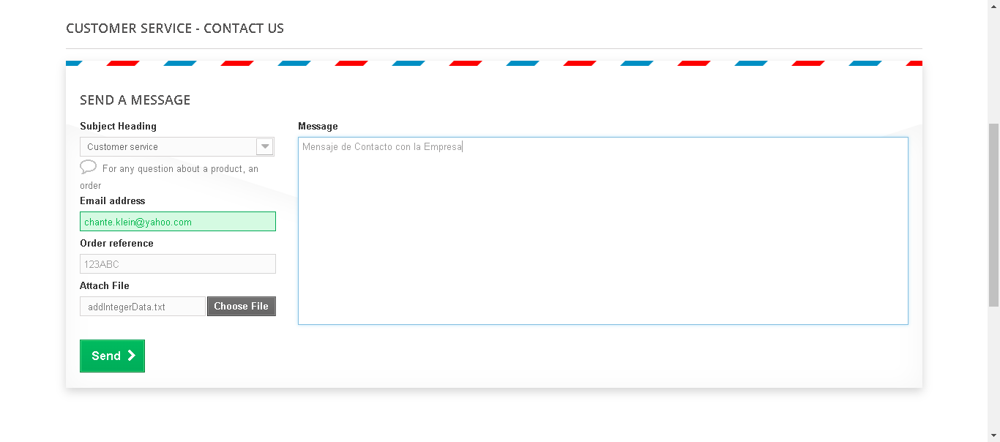 CUSTOMER SERVICE - CONTACT US
SEND A MESSAGE
Subject Heading
Customer service
For any question about a product, an
order
Email address
chante.klein@yahoo.com
Order reference
123ABC
Attach File
addIntegerData.txt
Choose File
Send
Message
Mensaje de Contacto con la Empresa